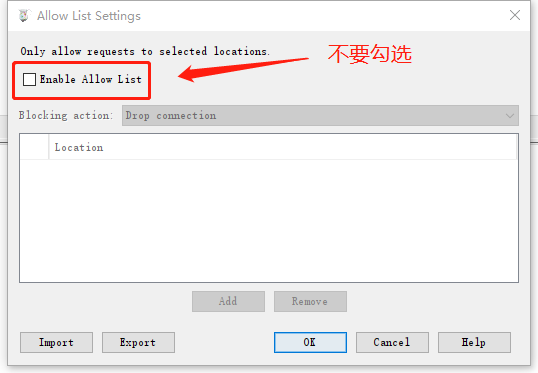 Allow List Settings
Only allow requests to selected locations.
不要勾选
Enable Allow List
Blocking action: Drop connection
Location
Add Remove
Import Export OK Cancel Help